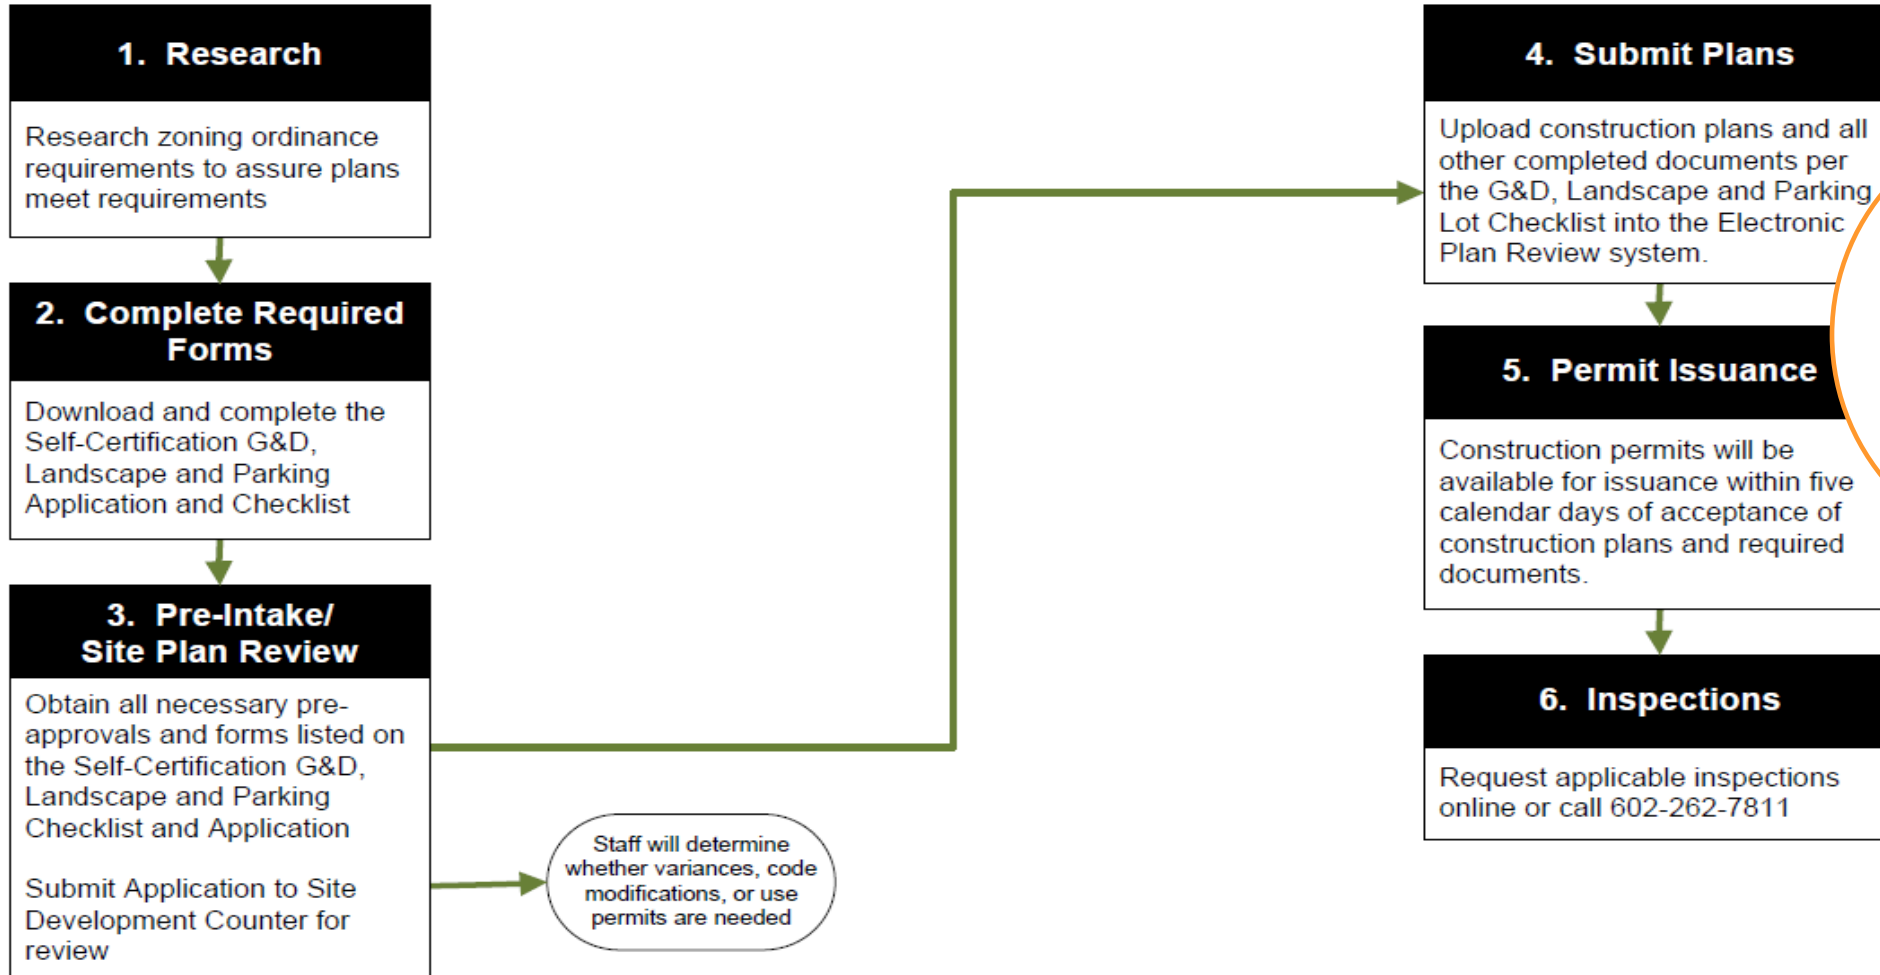 1. Research
Research zoning ordinance
requirements to assure plans
meet requirements
2. Complete Required
Forms
Download and complete the
Self-Certification G&D,
Landscape and Parking
Application and Checklist
3. Pre-Intake/
Site Plan Review
Obtain all necessary pre-
approvals and forms listed on
the Self-Certification G&D,
Landscape and Parking
Checklist and Application
Submit Application to Site
Development Counter for
review
Staff will determine
whether variances, code
modifications, or use
permits are needed
4. Submit Plans
Upload construction plans and all
other completed documents per
the G&D, Landscape and Parking
Lot Checklist into the Electronic
Plan Review system.
5. Permit Issuance
Construction permits will be
available for issuance within five
calendar days of acceptance of
construction plans and required
documents.
6. Inspections
Request applicable inspections
online or call 602-262-7811